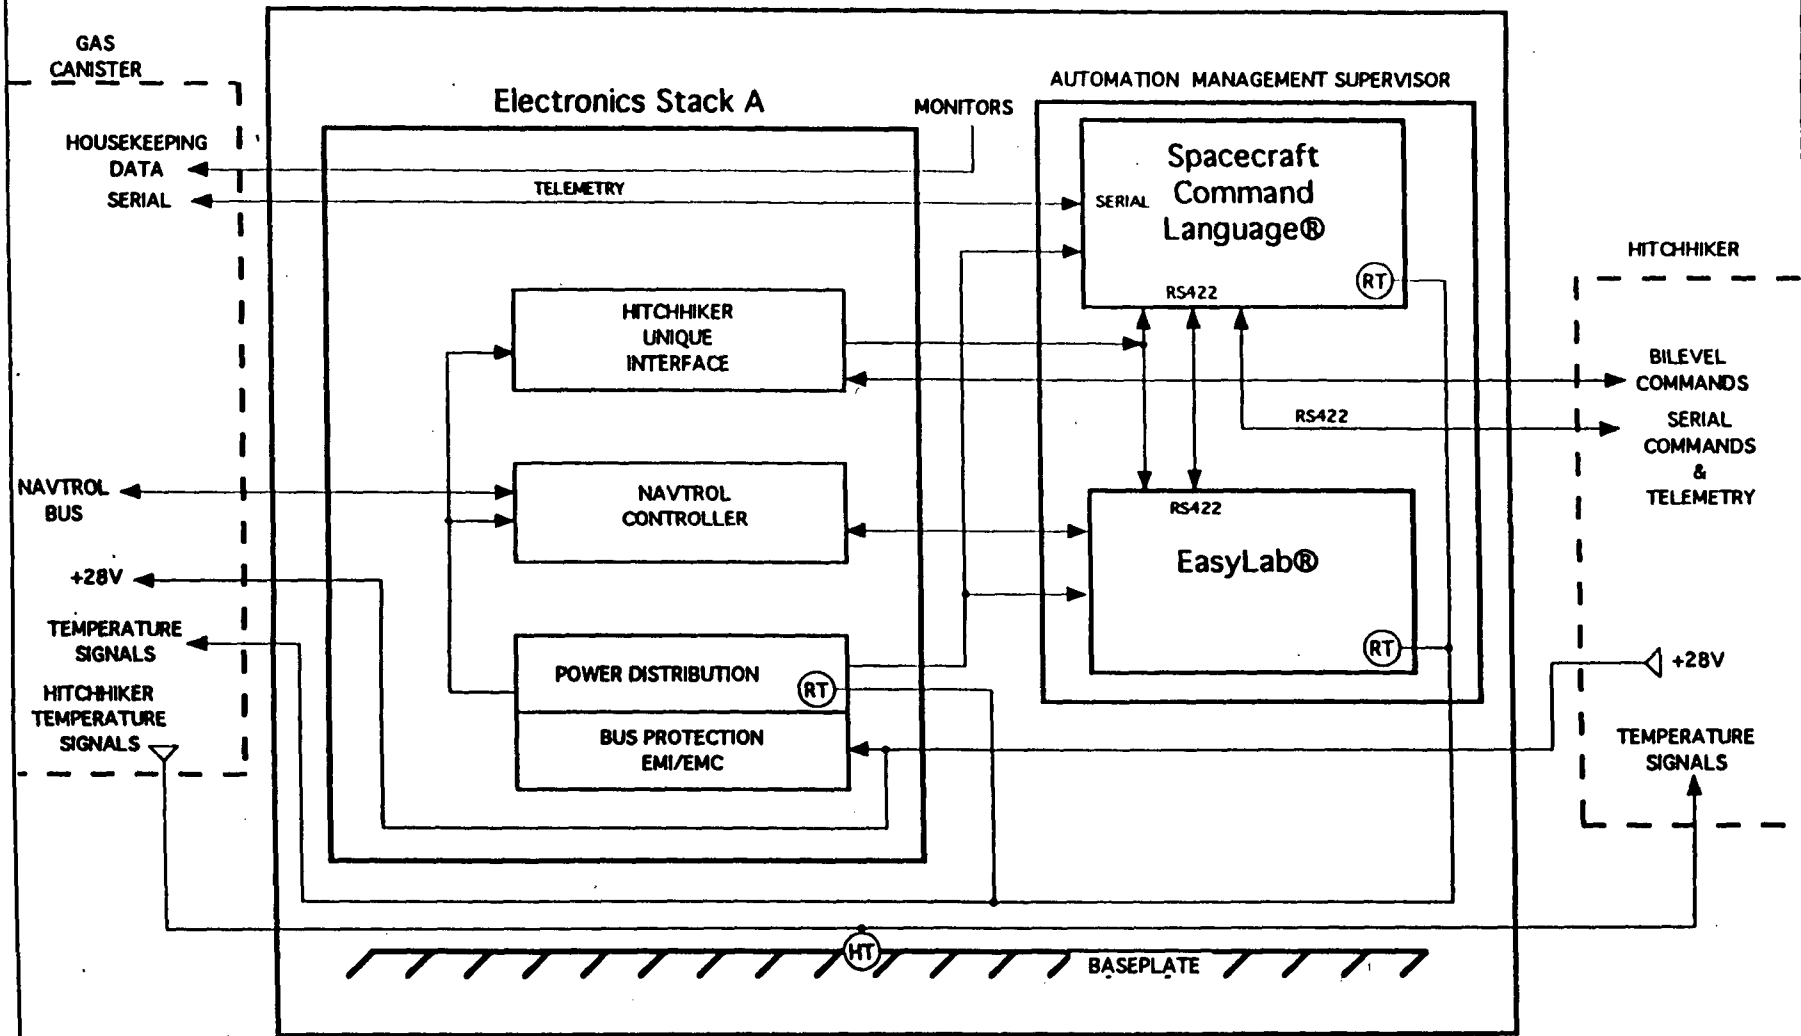 GAS
CANISTER
HOUSEKEEPING
DATA
SERIAL
NAVTROL
BUS
+28V
TEMPERATURE
SIGNALS
HITCHHIKER
TEMPERATURE
SIGNALS
Electronics Stack A
MONITORS
TELEMETRY
HITCHHIKER
UNIQUE
INTERFACE
NAVTROL
CONTROLLER
POWER DISTRIBUTION
RT
BUS PROTECTION
EMI/EMC
AUTOMATION MANAGEMENT SUPERVISOR
Spacecraft
Command
Language®
SERIAL
RT
RS422
RS422
RS422
EasyLab®
RT
HT
BASEPLATE
HITCHHIKER
BILEVEL
COMMANDS
SERIAL
COMMANDS
&
TELEMETRY
+28V
TEMPERATURE
SIGNALS